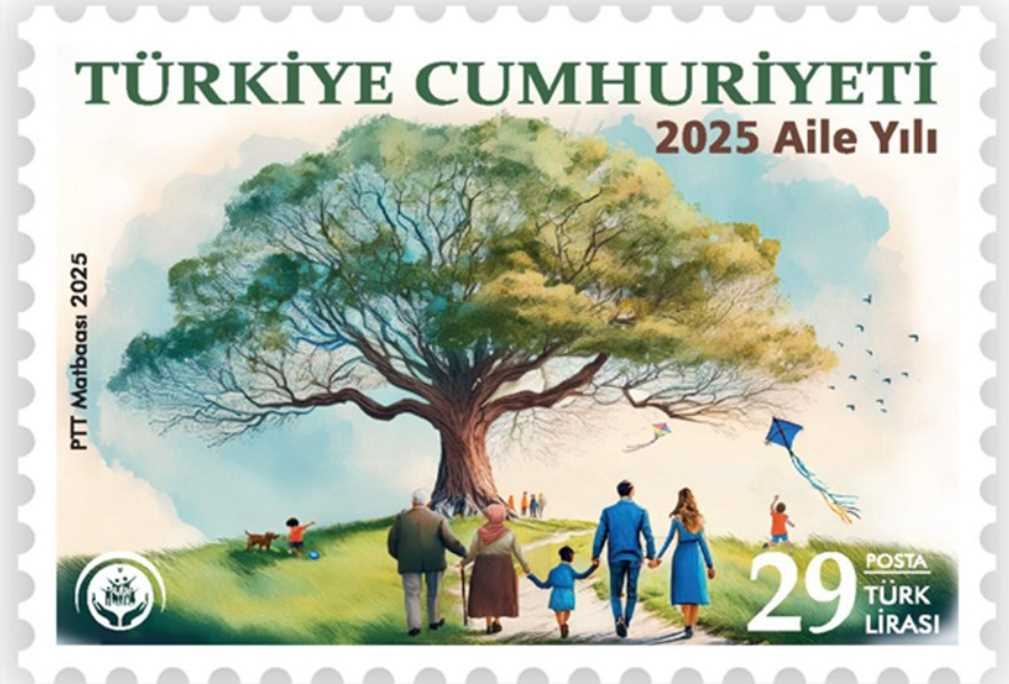 TÜRKİYE CUMHURİYETİ
2025 Aile Yılı
PTT Matbaası 2025
29 POSTA
TÜRK
LİRASI